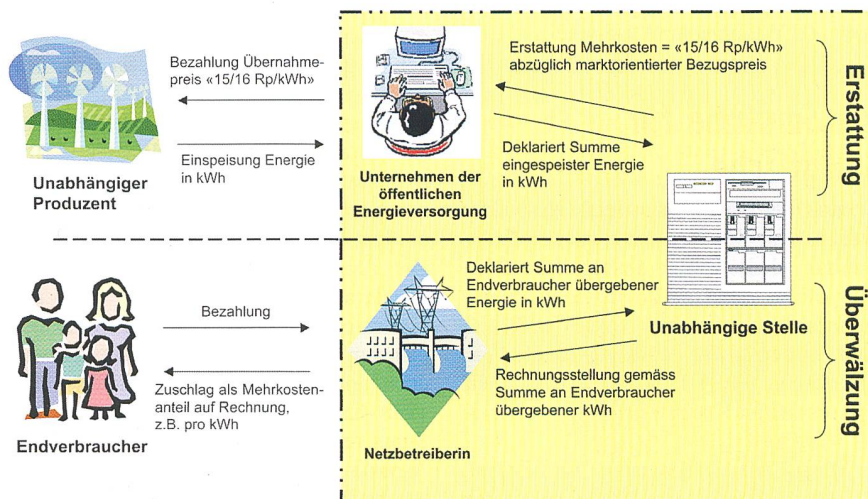 Bezahlung Übernahme-
preis «15/16 Rp/kWh»
Einspeisung Energie
in kWh
Unabhängiger
Produzent
Erstattung Mehrkosten = «15/16 Rp/kWh»
abzüglich marktorientierter Bezugspreis
Deklariert Summe
eingespeister Energie
in kWh
Unternehmen der
öffentlichen
Energieversorgung
Erstattung
Bezahlung
Zuschlag als Mehrkosten-
anteil auf Rechnung,
z.B. pro kWh
Endverbraucher
Deklariert Summe an
Endverbraucher übergebener
Energie in kWh
Unabhängige Stelle
Rechnungsstellung gemäss
Summe an Endverbraucher
übergebener kWh
Netzbetreiberin
Überwälzung